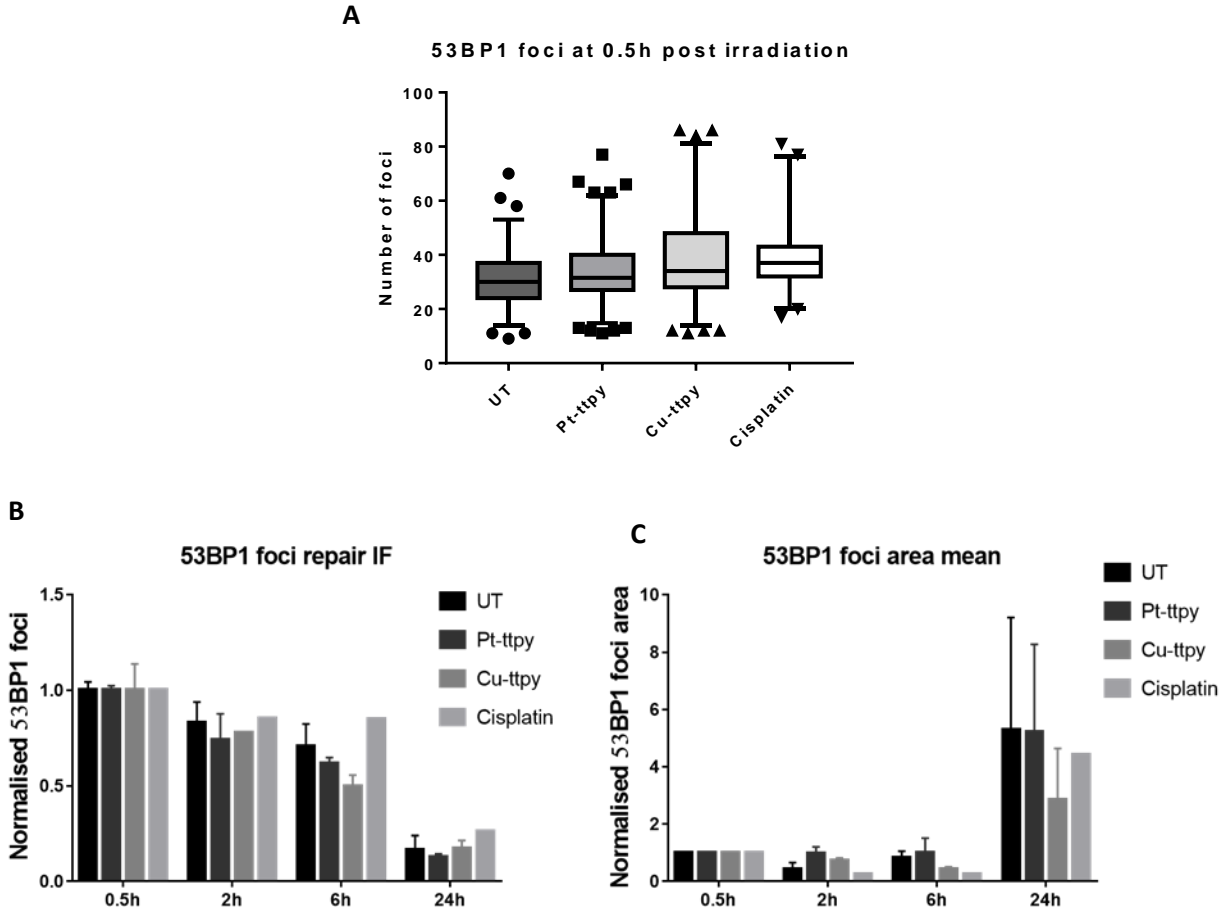 A
53BP1 foci at 0.5h post irradiation
Number of foci
100
80
60
40
20
0
UT
Pt-ttpy
Cu-ttpy
Cisplatin
B
53BP1 foci repair IF
Normalised 53BP1 foci
1.5
1.0
0.5
0.0
0.5h
2h
6h
24h
UT
Pt-ttpy
Cu-ttpy
Cisplatin
C
53BP1 foci area mean
Normalised 53BP1 foci area
10
8
6
4
2
0
0.5h
2h
6h
24h
UT
Pt-ttpy
Cu-ttpy
Cisplatin